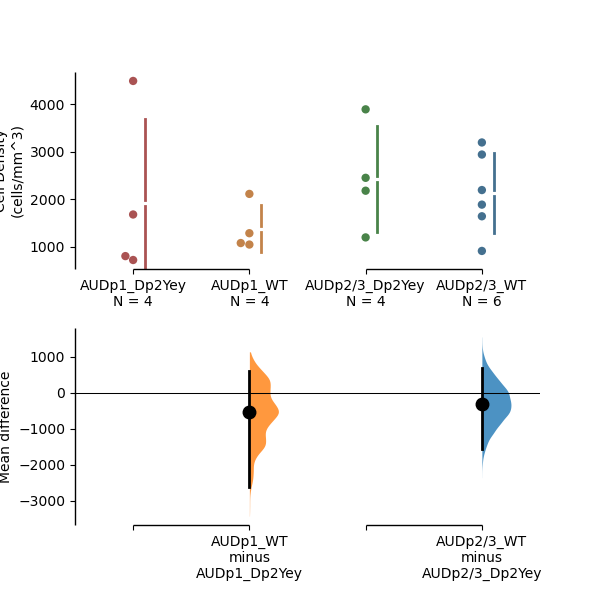 Cell Density
(cells/mm^3)
4000
3000
2000
1000
AUDp1_Dp2Yey
N = 4
AUDp1_WT
N = 4
AUDp2/3_Dp2Yey
N = 4
AUDp2/3_WT
N = 6
Mean difference
1000
0
−1000
−2000
−3000
AUDp1_WT
minus
AUDp1_Dp2Yey
AUDp2/3_WT
minus
AUDp2/3_Dp2Yey